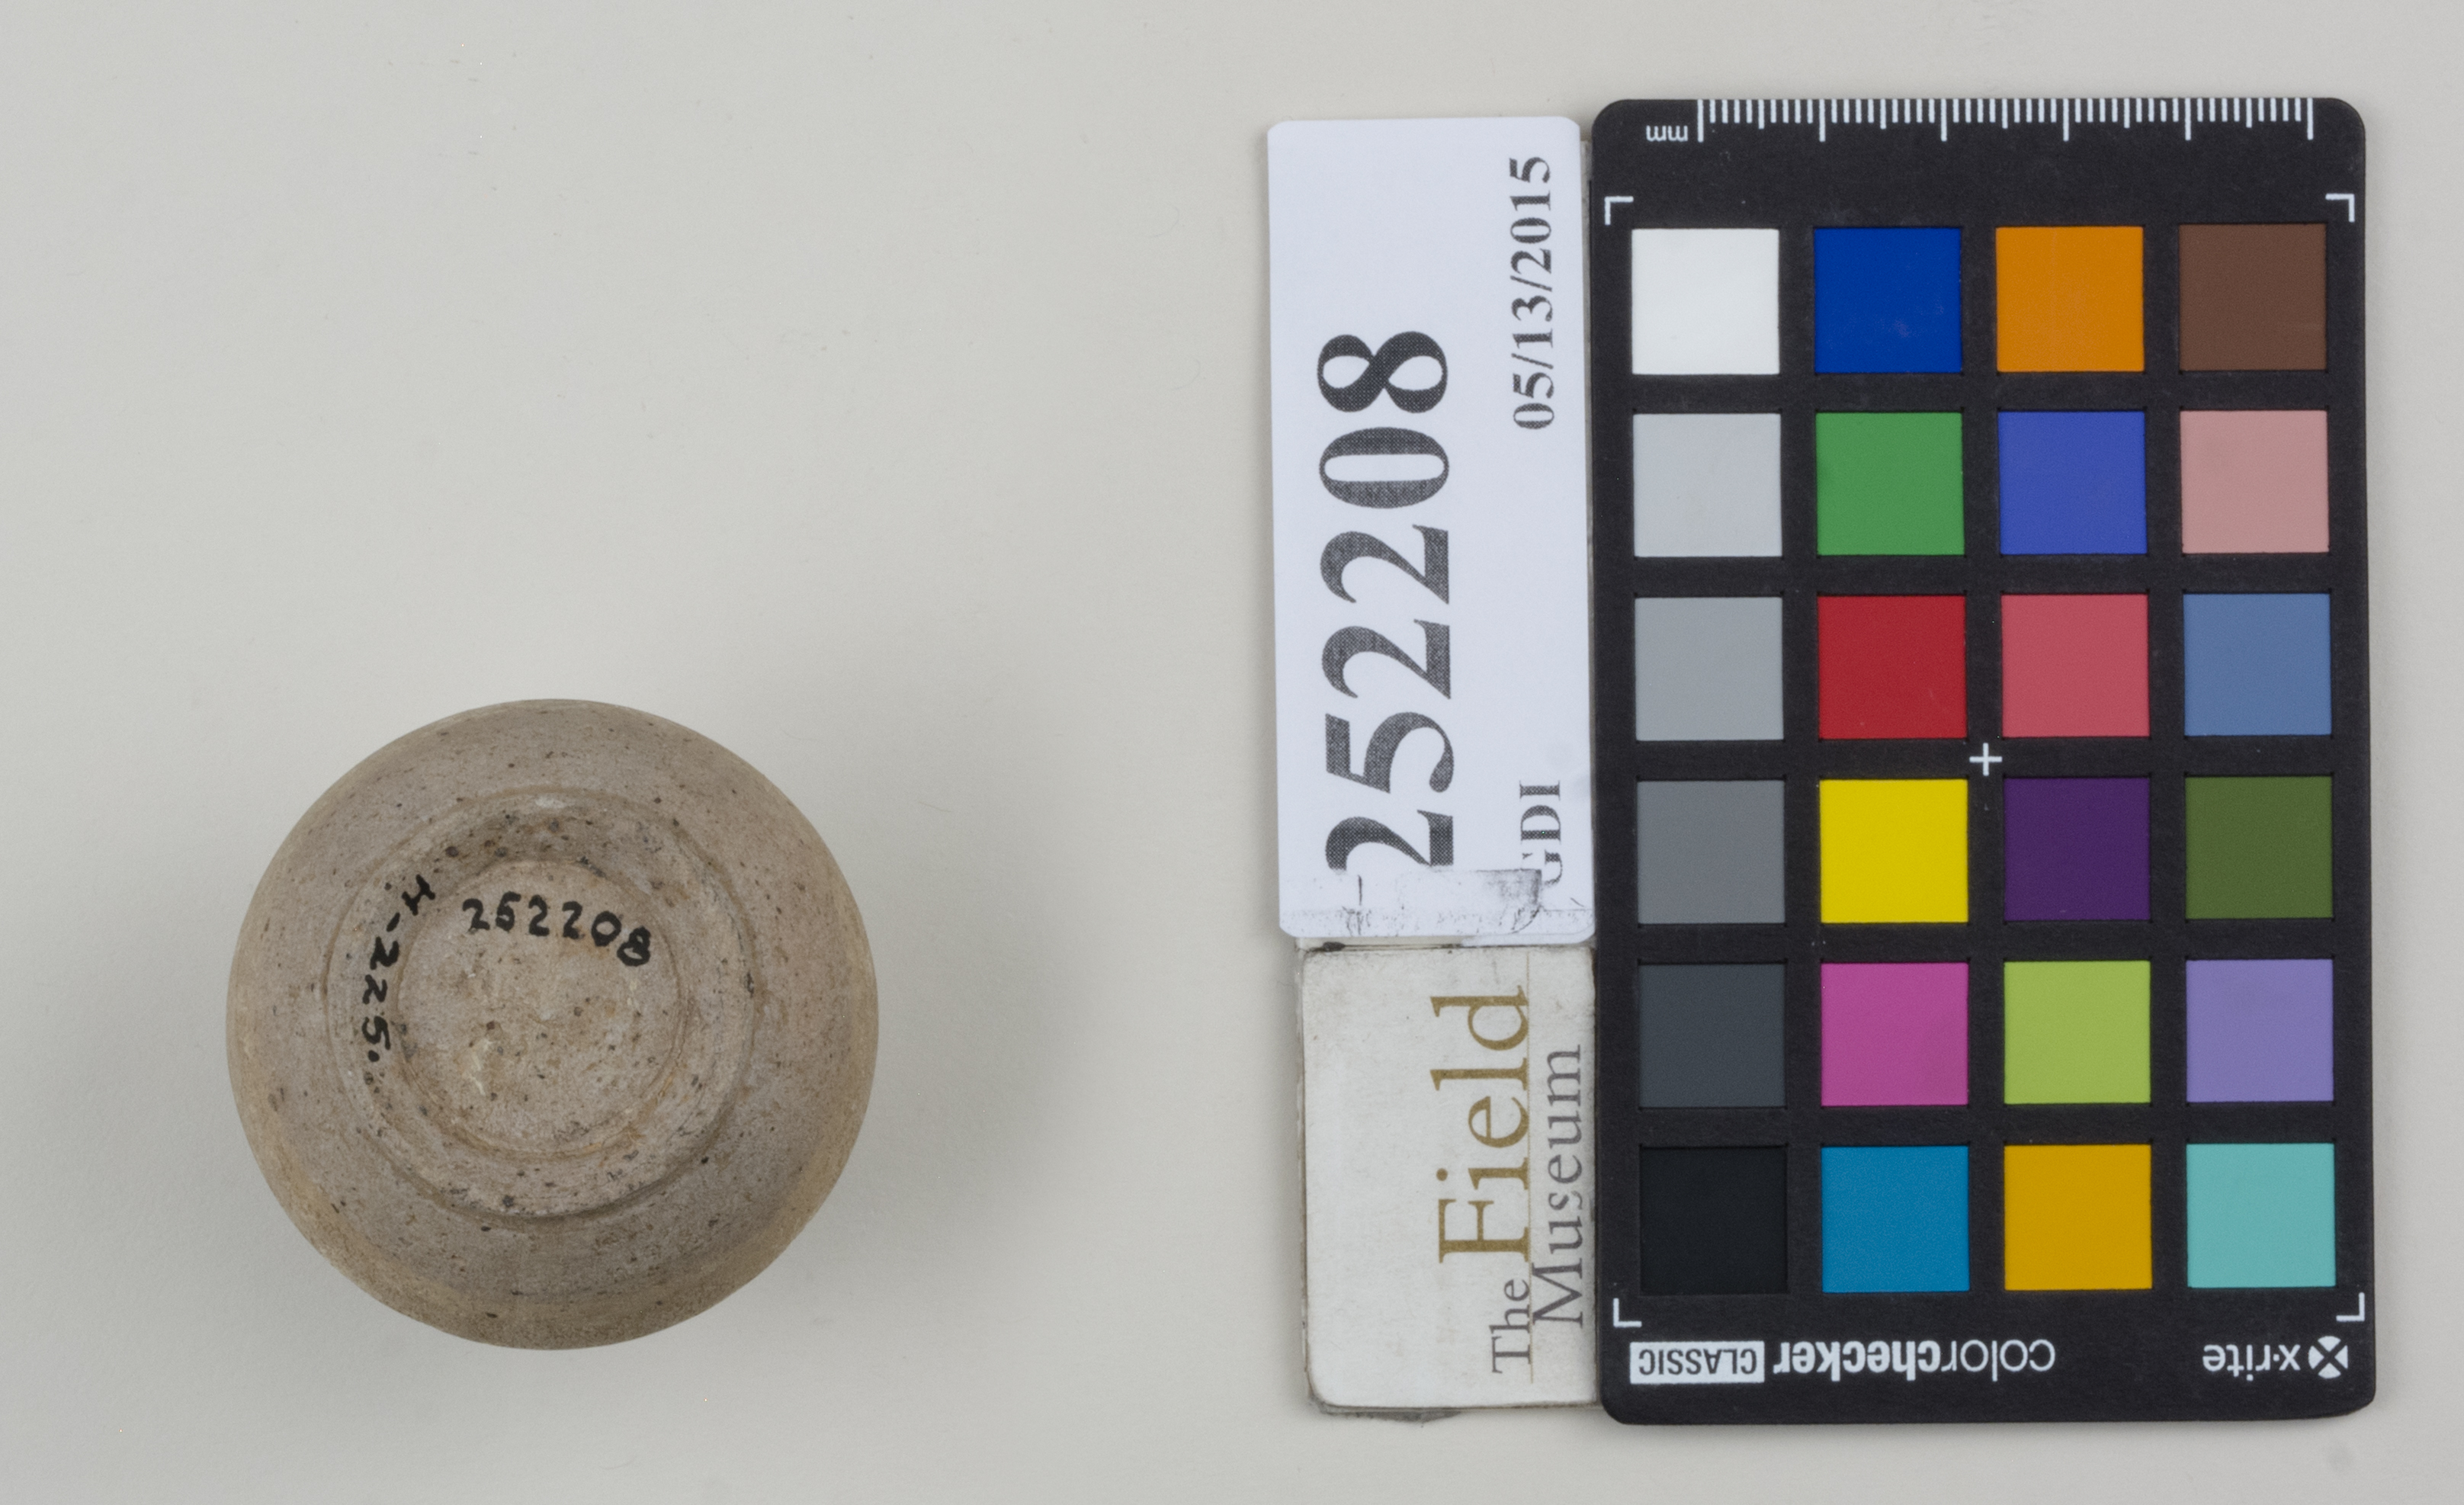 252208
H-225.
252208
05/13/2015
GDI
The Field
Museum
mm
x-rite
colorchecker CLASSIC